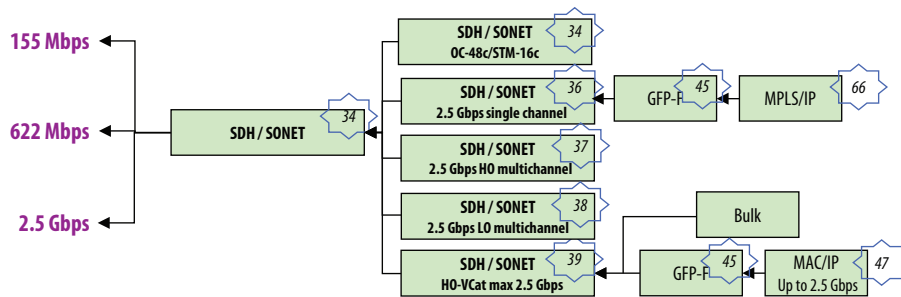 155 Mbps
622 Mbps
2.5 Gbps
SDH / SONET
34
SDH / SONET
OC-48c/STM-16c
34
SDH / SONET
2.5 Gbps single channel
36
GFP-F
45
MPLS/IP
66
SDH / SONET
2.5 Gbps HO multichannel
37
SDH / SONET
2.5 Gbps LO multichannel
38
Bulk
SDH / SONET
HO-VCat max 2.5 Gbps
39
GFP-F
45
MAC/IP
Up to 2.5 Gbps
47